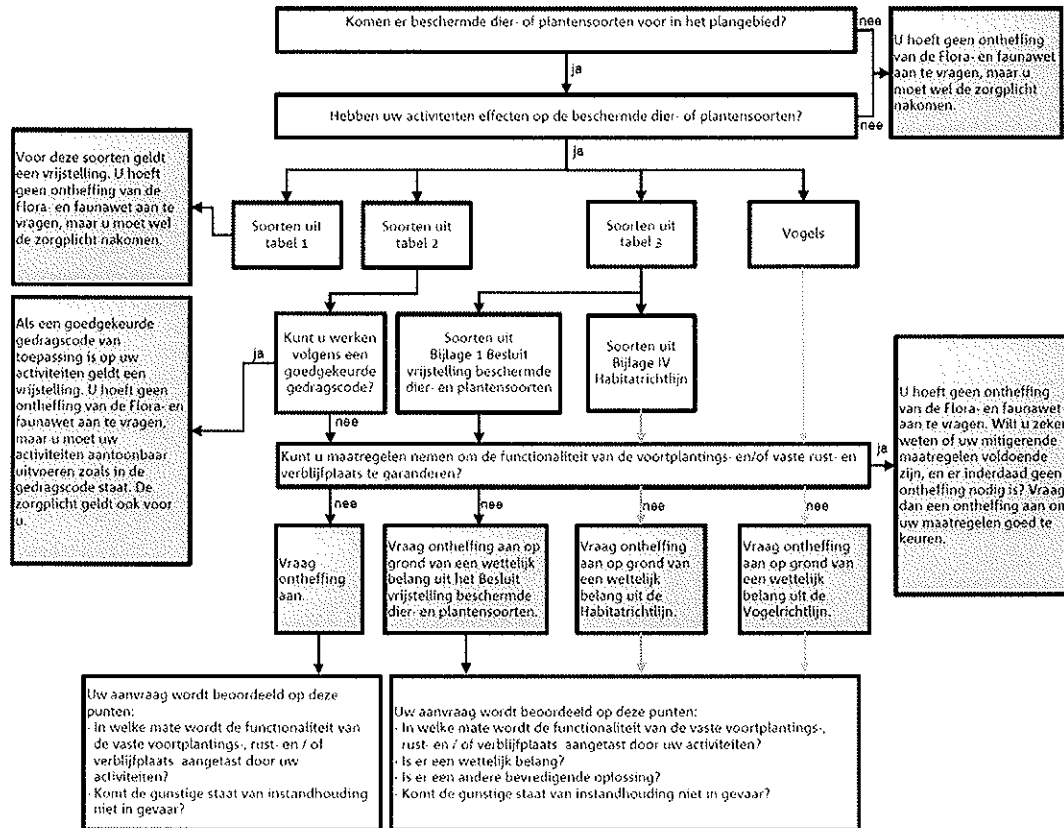 Komen er beschermde dier- of plantensoorten voor in het plangebied?
nee
U hoeft geen ontheffing
van de Flora- en faunawet
aan te vragen, maar u
moet wel de zorgplicht
nakomen.
ja
Hebben uw activiteiten effecten op de beschermde dier- of plantensoorten?
nee
ja
Voor deze soorten geldt
een vrijstelling. U hoeft
geen ontheffing van de
Flora- en faunawet aan te
vragen, maar u moet wel
de zorgplicht nakomen.
Soorten uit
tabel 1
Soorten uit
tabel 2
Soorten uit
tabel 3
Vogels
Als een goedgekeurde
gedragscode van
toepassing is op uw
activiteiten geldt een
vrijstelling. U hoeft geen
ontheffing van de Flora- en
faunawet aan te vragen,
maar u moet uw
activiteiten aantoonbaar
uitvoeren zoals in de
gedragscode staat. De
zorgplicht geldt ook voor
u.
ja
Kunt u werken
volgens een
goedgekeurde
gedragscode?
Soorten uit
Bijlage 1 Besluit
vrijstelling beschermde
dier- en plantensoorten
Soorten uit
Bijlage IV
Habitatrichtlijn
nee
Kunt u maatregelen nemen om de functionaliteit van de voortplantings- en/of vaste rust- en
verblijfplaats te garanderen?
ja
U hoeft geen ontheffing
van de Flora- en faunawet
aan te vragen. Wilt u zeker
weten of uw mitigerende
maatregelen voldoende
zijn, en er inderdaad geen
ontheffing nodig is? Vraag
dan een ontheffing aan om
uw maatregelen goed te
keuren.
nee
nee
nee
nee
Vraag
ontheffing
aan.
Vraag ontheffing aan op
grond van een wettelijk
belang uit het Besluit
vrijstelling beschermde
dier- en plantensoorten.
Vraag ontheffing
aan op grond van
een wettelijk
belang uit de
Habitatrichtlijn.
Vraag ontheffing
aan op grond van
een wettelijk
belang uit de
Vogelrichtlijn.
Uw aanvraag wordt beoordeeld op deze
punten:
- In welke mate wordt de functionaliteit van
de vaste voortplantings-, rust- en / of
verblijfplaats aangetast door uw
activiteiten?
- Komt de gunstige staat van instandhouding
niet in gevaar?
Uw aanvraag wordt beoordeeld op deze punten:
- In welke mate wordt de functionaliteit van de vaste voortplantings-,
rust- en / of verblijfplaats aangetast door uw activiteiten?
- Is er een wettelijk belang?
- Is er een andere bevredigende oplossing?
- Komt de gunstige staat van instandhouding niet in gevaar?